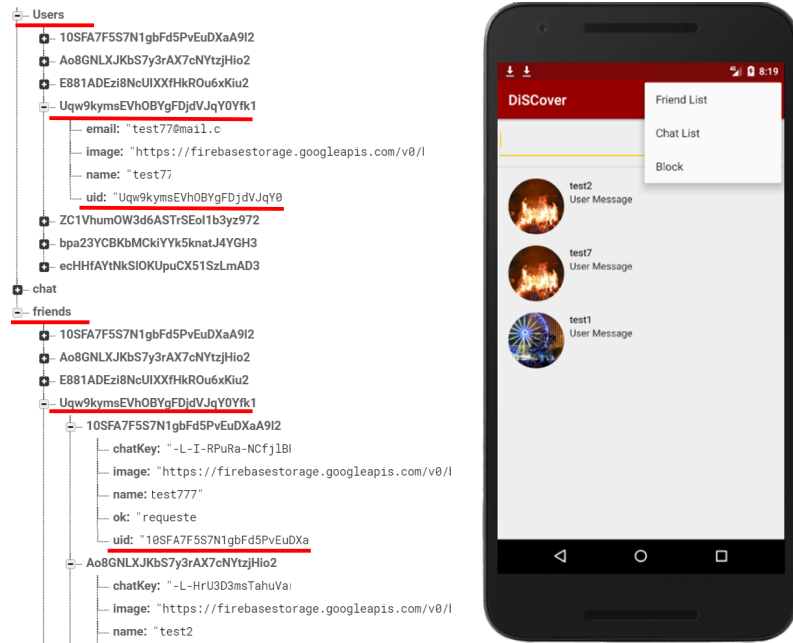 Users
10SFA7F5S7N1gbFd5PvEuDXaA9l2
Ao8GNLXJKbS7y3rAX7cNYtzjHio2
E881ADEzi8NcUIXXfHkROu6xKiu2
Uqw9kymsEVhOBYgFDjdVJqY0Yfk1
email: "test77@mail.c
image: "https://firebasestorage.googleapis.com/v0/l
name: "test77
uid: "Uqw9kymsEVhOBYgFDjdVJqY0
ZC1VhumOW3d6ASTrSEoI1b3yz972
bpa23YCBKbMCkiYYk5knatJ4YGH3
ecHHfAYtNkSlOKUpuCX51SzLmAD3
chat
friends
10SFA7F5S7N1gbFd5PvEuDXaA9l2
Ao8GNLXJKbS7y3rAX7cNYtzjHio2
E881ADEzi8NcUIXXfHkROu6xKiu2
Uqw9kymsEVhOBYgFDjdVJqY0Yfk1
10SFA7F5S7N1gbFd5PvEuDXaA9l2
chatKey: "-L-I-RPuRa-NCfjlBI
image: "https://firebasestorage.googleapis.com/v0/b
name: test777"
ok: "requeste
uid: "10SFA7F5S7N1gbFd5PvEuDXa
Ao8GNLXJKbS7y3rAX7cNYtzjHio2
chatKey: "-L-HrU3D3msTahuVa
image: "https://firebasestorage.googleapis.com/v0/l
name: "test2
8:19
DiSCover
Friend List
Chat List
Block
test2
User Message
test7
User Message
test1
User Message